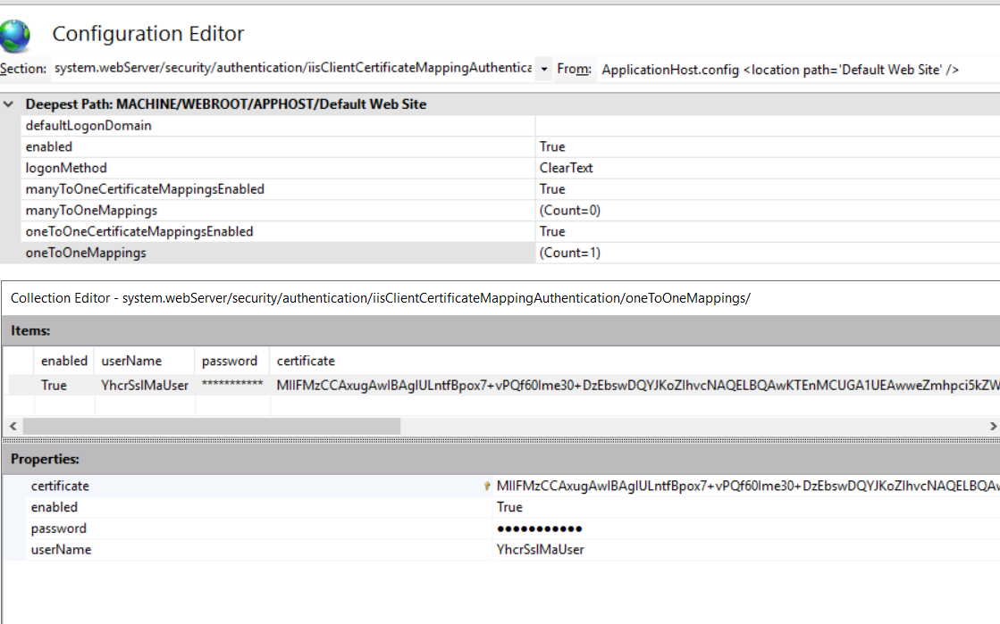 Configuration Editor
Section: system.webServer/security/authentication/iisClientCertificateMappingAuthentica From: ApplicationHost.config <location path='Default Web Site' />
Deepest Path: MACHINE/WEBROOT/APPHOST/Default Web Site
defaultLogonDomain
enabled True
logonMethod ClearText
manyToOneCertificateMappingsEnabled True
manyToOneMappings (Count=0)
oneToOneCertificateMappingsEnabled True
oneToOneMappings (Count=1)
Collection Editor - system.webServer/security/authentication/iisClientCertificateMappingAuthentication/oneToOneMappings/
Items:
enabled userName password certificate
True YhcrSslMaUser *********** MIIFMzCCAxugAwIBAgIULntfBpox7+vPQf60Ime30+DzEbswDQYJKoZIhvcNAQELBQAwKTEnMCUGA1UEAwweZmhpci5kZW
Properties:
certificate MIIFMzCCAxugAwIBAgIULntfBpox7+vPQf60Ime30+DzEbswDQYJKoZIhvcNAQELBQAw
enabled True
password ●●●●●●●●●●●
userName YhcrSslMaUser